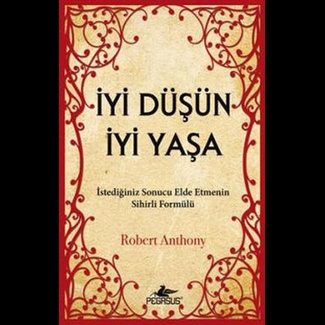 İYİ DÜŞÜN
İYİ YAŞA
İstediğiniz Sonucu Elde Etmenin
Sihirli Formülü
Robert Anthony
PEGASUS